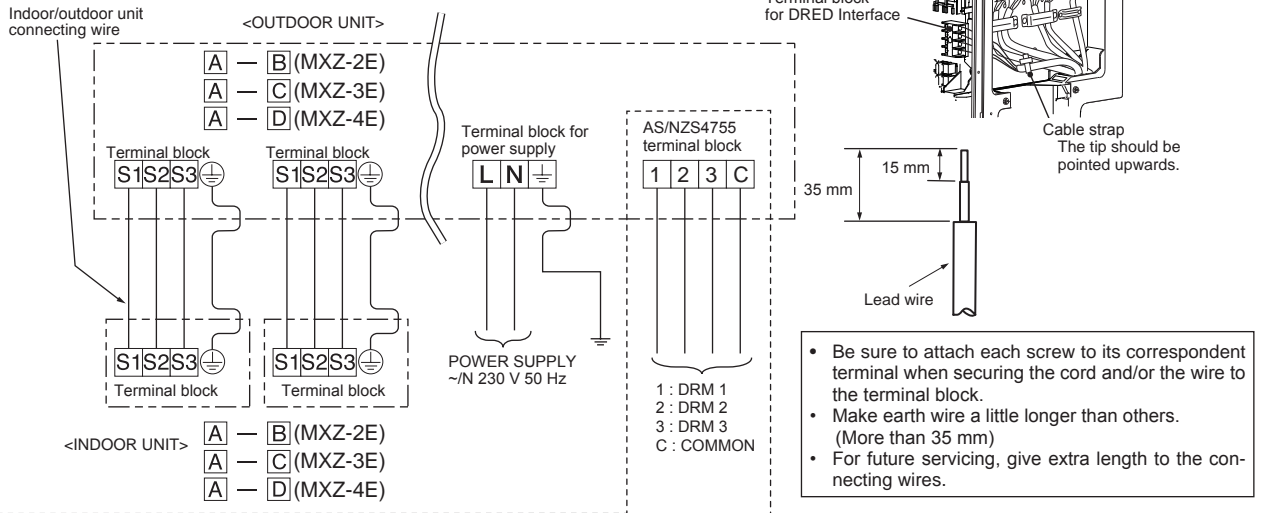 Indoor/outdoor unit
connecting wire
<OUTDOOR UNIT>
A — B (MXZ-2E)
A — C (MXZ-3E)
A — D (MXZ-4E)
Terminal block
S1 S2 S3
Terminal block
S1 S2 S3
Terminal block for
power supply
L N
AS/NZS4755
terminal block
1 2 3 C
S1 S2 S3
Terminal block
S1 S2 S3
Terminal block
POWER SUPPLY
~/N 230 V 50 Hz
1 : DRM 1
2 : DRM 2
3 : DRM 3
C : COMMON
<INDOOR UNIT>
A — B (MXZ-2E)
A — C (MXZ-3E)
A — D (MXZ-4E)
Terminal block
for DRED Interface
Cable strap
The tip should be
pointed upwards.
15 mm
35 mm
Lead wire
• Be sure to attach each screw to its correspondent
terminal when securing the cord and/or the wire to
the terminal block.
• Make earth wire a little longer than others.
(More than 35 mm)
• For future servicing, give extra length to the con-
necting wires.